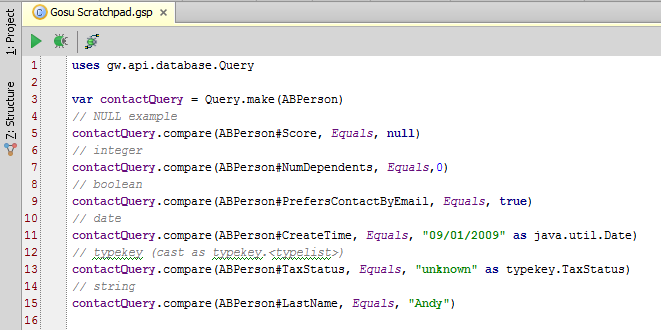 Gosu Scratchpad.gsp ×
1: Project
Z: Structure
1 uses gw.api.database.Query
2
3 var contactQuery = Query.make(ABPerson)
4 // NULL example
5 contactQuery.compare(ABPerson#Score, Equals, null)
6 // integer
7 contactQuery.compare(ABPerson#NumDependents, Equals,0)
8 // boolean
9 contactQuery.compare(ABPerson#PrefersContactByEmail, Equals, true)
10 // date
11 contactQuery.compare(ABPerson#CreateTime, Equals, "09/01/2009" as java.util.Date)
12 // typekey (cast as typekey.<typelist>)
13 contactQuery.compare(ABPerson#TaxStatus, Equals, "unknown" as typekey.TaxStatus)
14 // string
15 contactQuery.compare(ABPerson#LastName, Equals, "Andy")
16